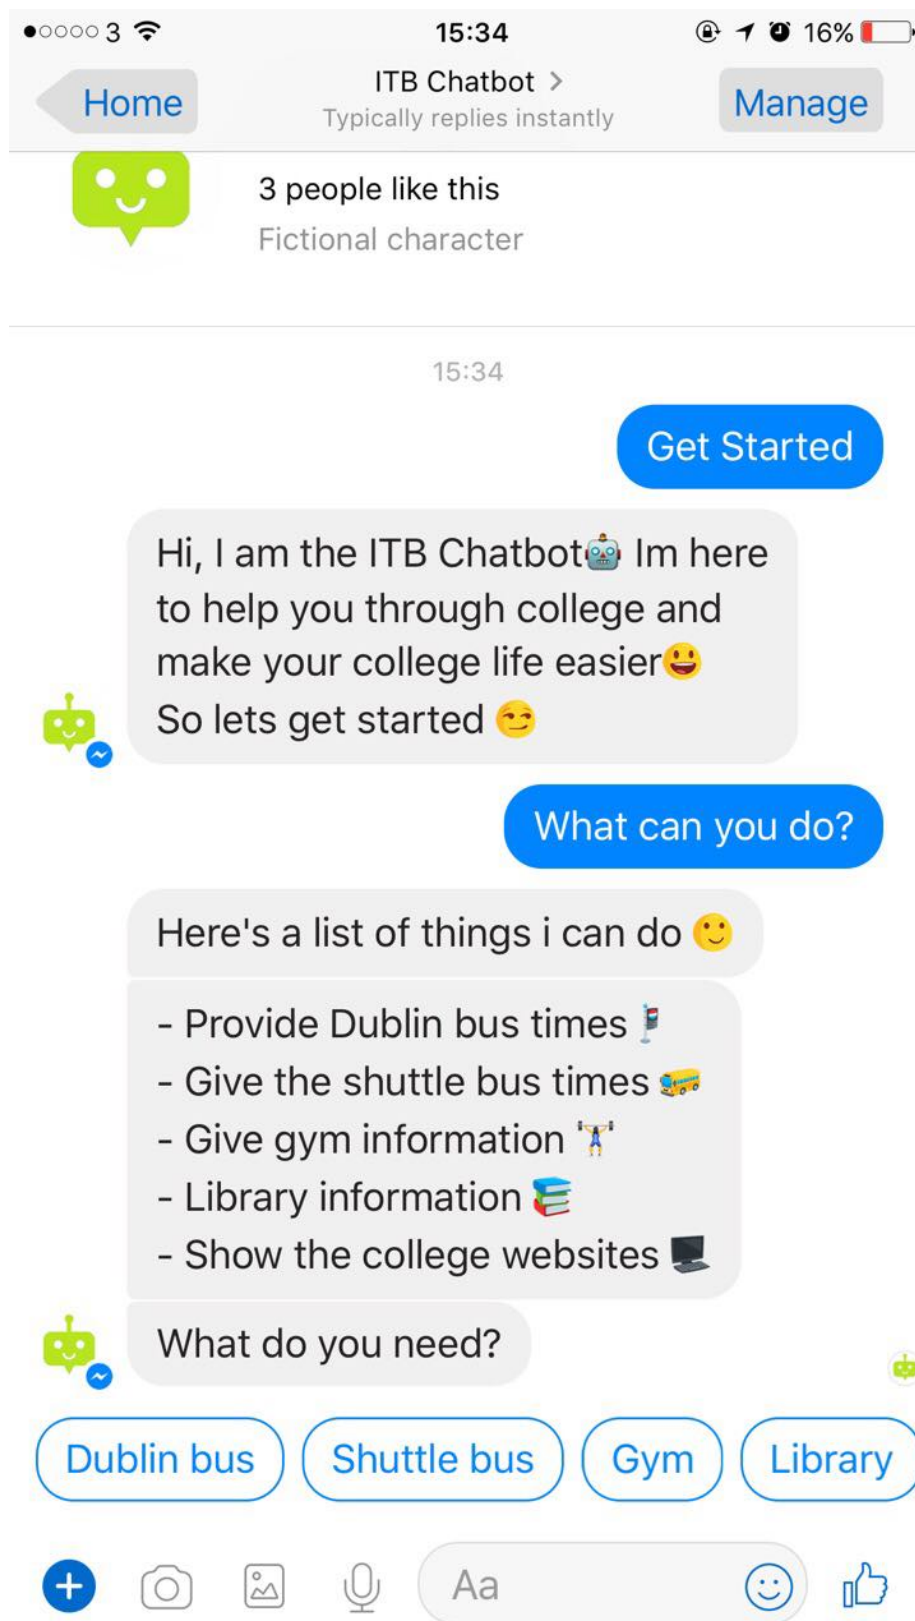 3 15:34 16%
Home ITB Chatbot > Manage
Typically replies instantly
3 people like this
Fictional character
15:34
Get Started
Hi, I am the ITB Chatbot🤖 Im here
to help you through college and
make your college life easier😃
So lets get started 😏
What can you do?
Here's a list of things i can do 🙂
- Provide Dublin bus times 🚏
- Give the shuttle bus times 🚌
- Give gym information 🏋
- Library information 📚
- Show the college websites 🖥
What do you need?
Dublin bus Shuttle bus Gym Library
Aa